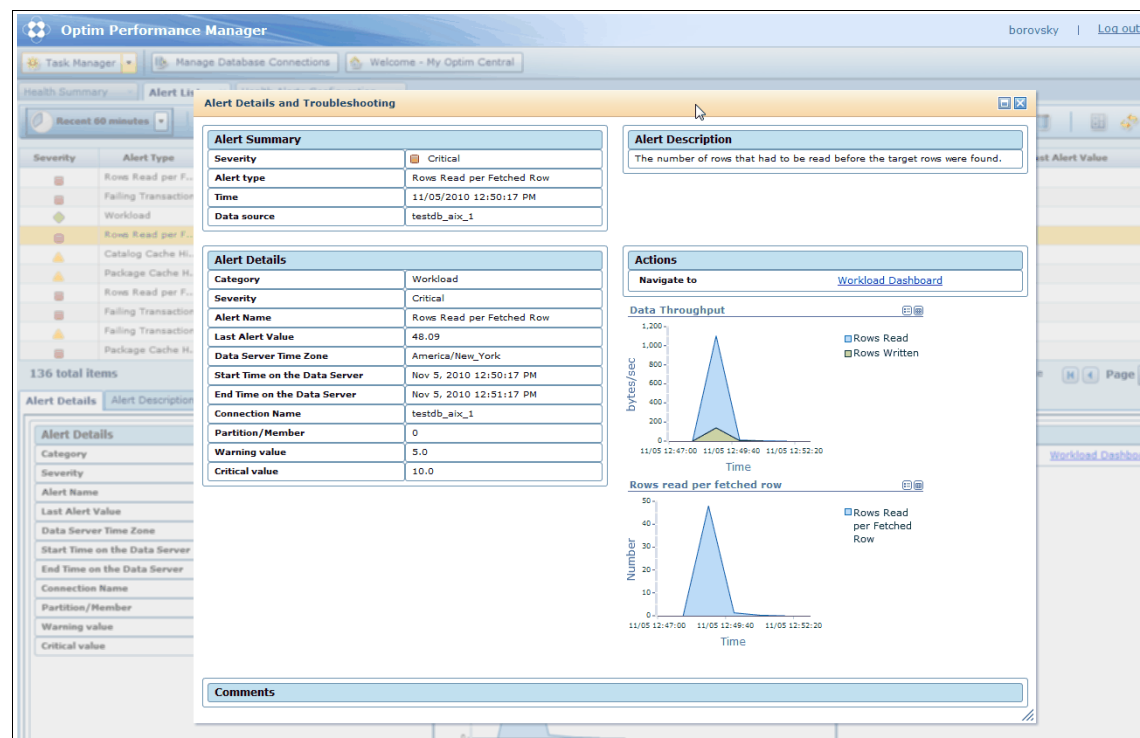 Optim Performance Manager
borovsky | Log out
Task Manager
Manage Database Connections
Welcome - My Optim Central
Health Summary
Alert Lis
Recent 60 minutes
Severity Alert Type
st Alert Value
Rows Read per F...
Failing Transaction
Workload
Rows Read per F...
Catalog Cache Hi...
Package Cache H...
Rows Read per F...
Failing Transaction
Failing Transaction
Package Cache H...
136 total items
Page
Alert Details
Alert Description
Alert Details
Category
Severity
Alert Name
Last Alert Value
Data Server Time Zone
Start Time on the Data Server
End Time on the Data Server
Connection Name
Partition/Member
Warning value
Critical value
Workload Dashboa
Alert Details and Troubleshooting
Alert Summary
Severity Critical
Alert type Rows Read per Fetched Row
Time 11/05/2010 12:50:17 PM
Data source testdb_aix_1
Alert Description
The number of rows that had to be read before the target rows were found.
Alert Details
Category Workload
Severity Critical
Alert Name Rows Read per Fetched Row
Last Alert Value 48.09
Data Server Time Zone America/New_York
Start Time on the Data Server Nov 5, 2010 12:50:17 PM
End Time on the Data Server Nov 5, 2010 12:51:17 PM
Connection Name testdb_aix_1
Partition/Member 0
Warning value 5.0
Critical value 10.0
Actions
Navigate to Workload Dashboard
Data Throughput
1,200
1,000
800
600
400
200
0
bytes/sec
11/05 12:47:00 11/05 12:49:40 11/05 12:52:20
Time
Rows Read
Rows Written
Rows read per fetched row
50
40
30
20
10
0
Number
11/05 12:47:00 11/05 12:49:40 11/05 12:52:20
Time
Rows Read
per Fetched
Row
Comments